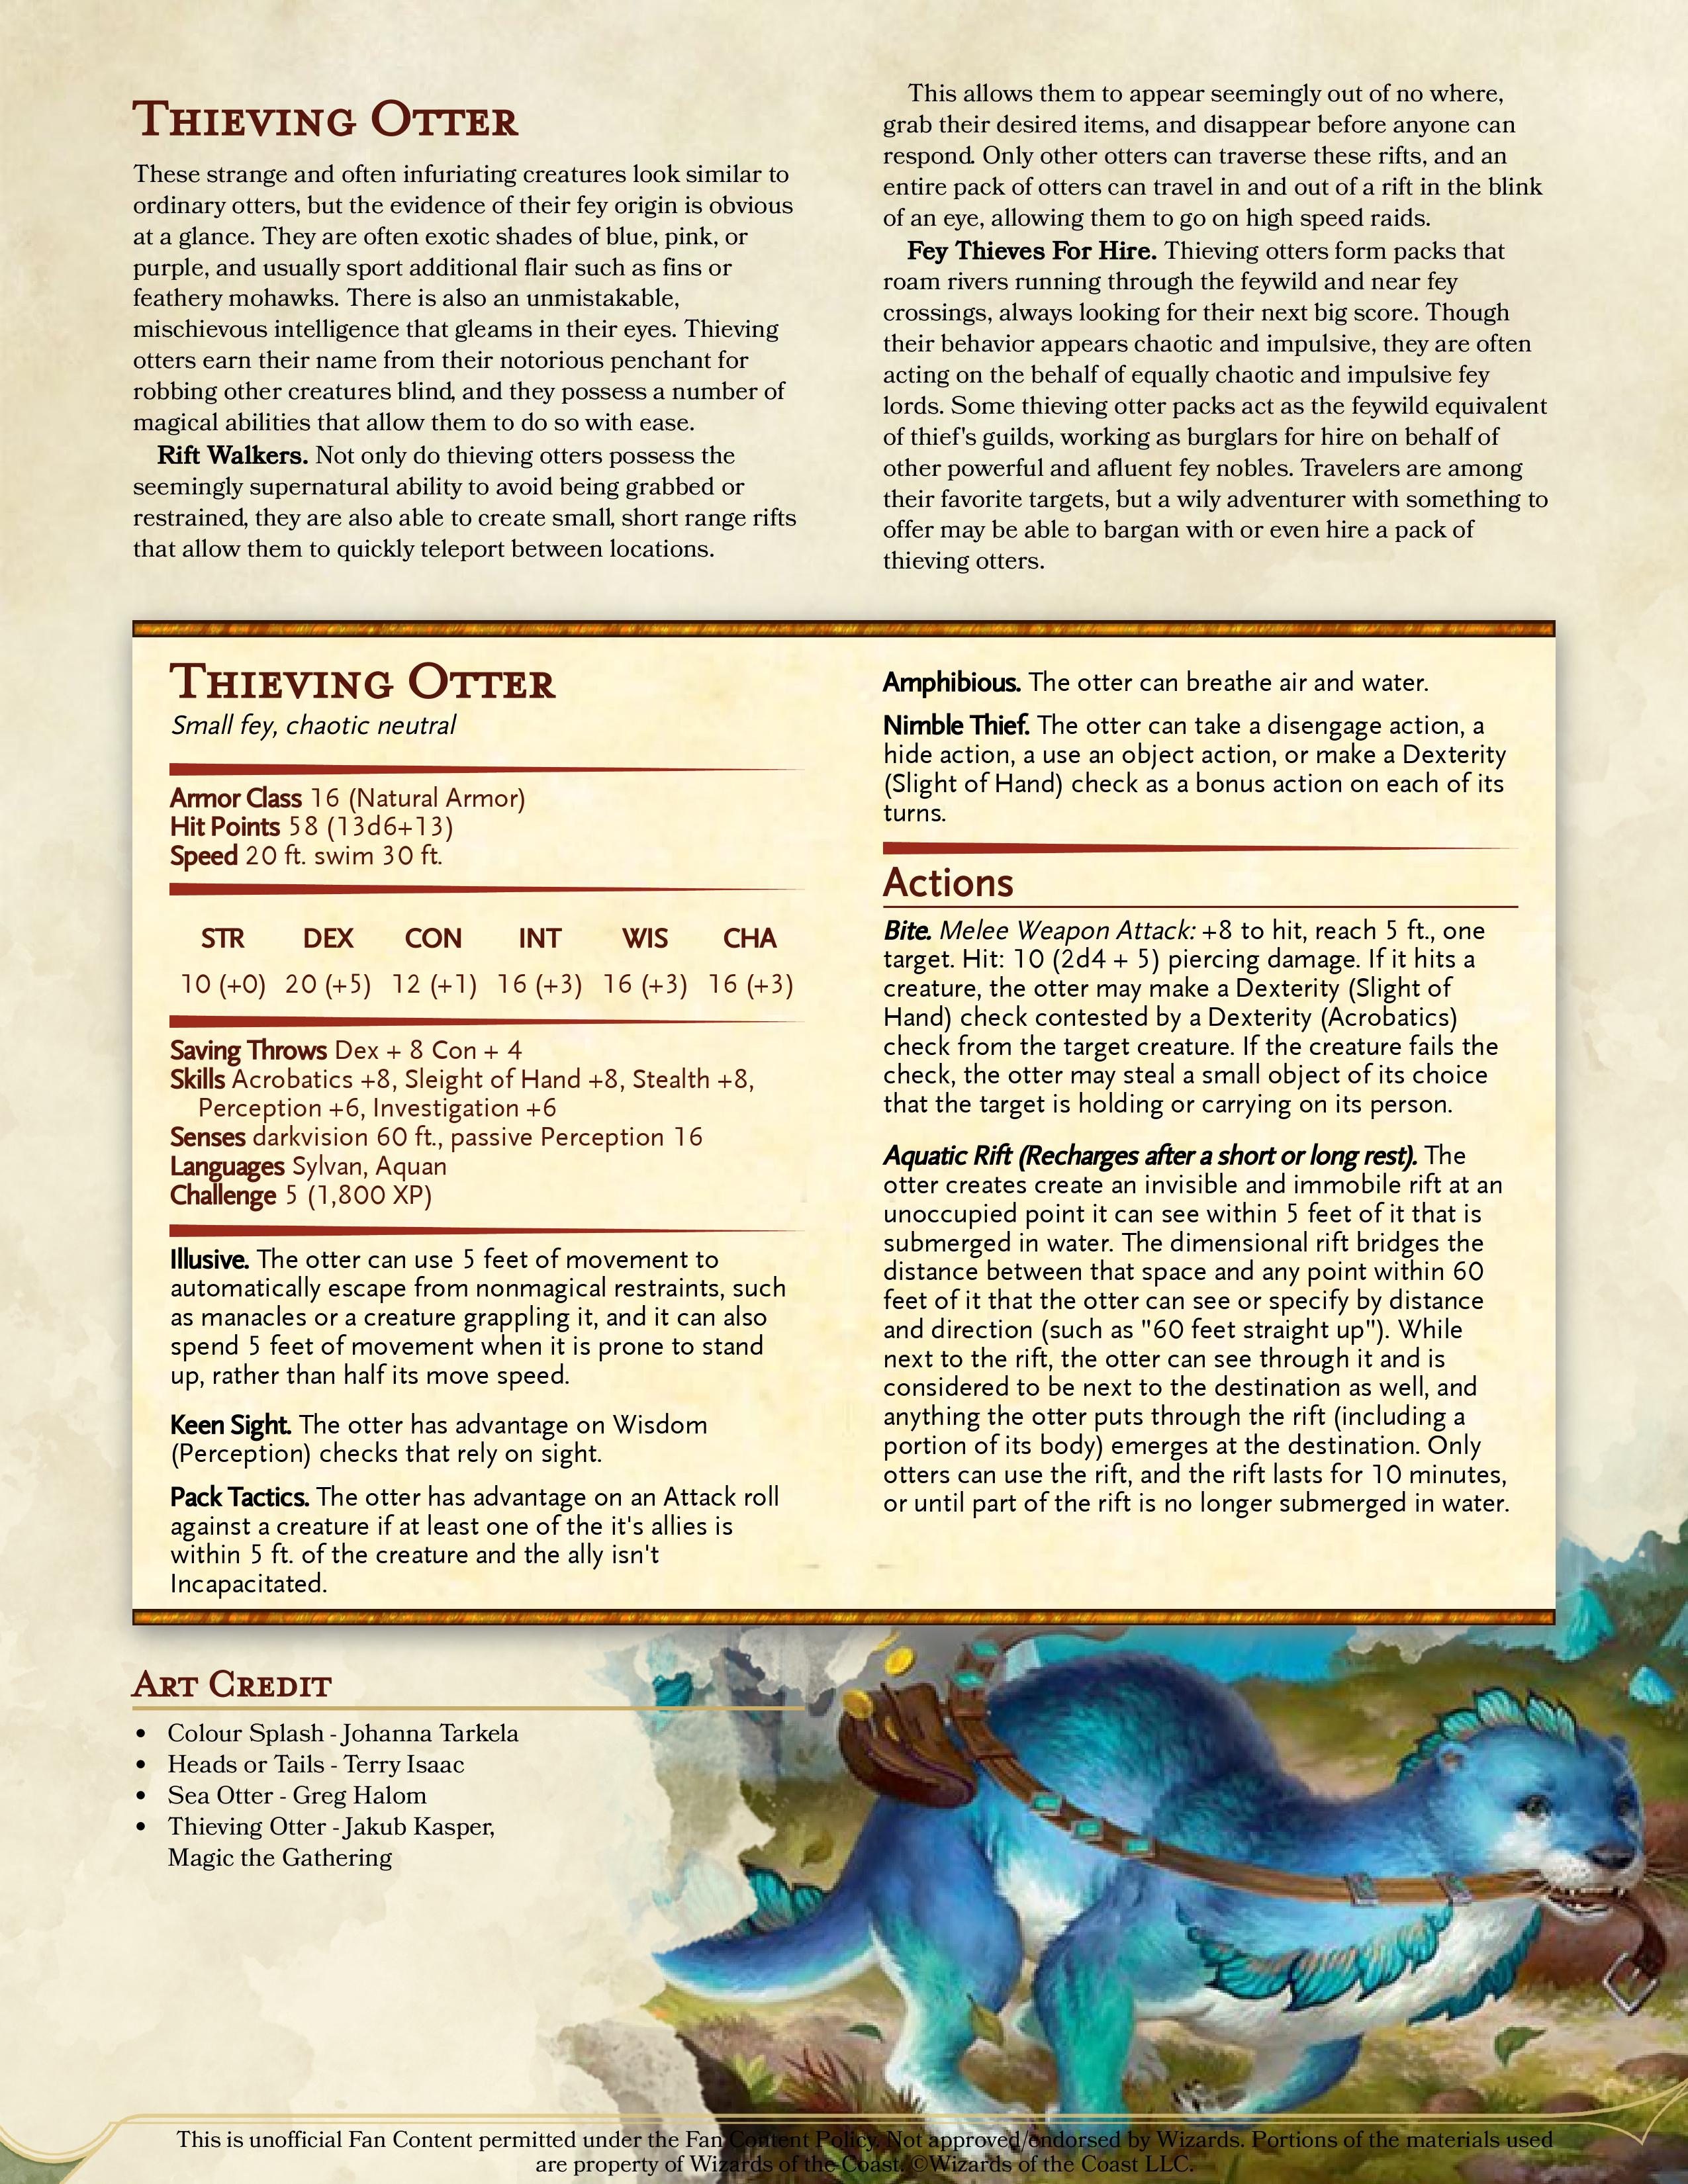 Thieving Otter
These strange and often infuriating creatures look similar to
ordinary otters, but the evidence of their fey origin is obvious
at a glance. They are often exotic shades of blue, pink, or
purple, and usually sport additional flair such as fins or
feathery mohawks. There is also an unmistakable,
mischievous intelligence that gleams in their eyes. Thieving
otters earn their name from their notorious penchant for
robbing other creatures blind, and they possess a number of
magical abilities that allow them to do so with ease.
Rift Walkers. Not only do thieving otters possess the
seemingly supernatural ability to avoid being grabbed or
restrained, they are also able to create small, short range rifts
that allow them to quickly teleport between locations.
This allows them to appear seemingly out of no where,
grab their desired items, and disappear before anyone can
respond. Only other otters can traverse these rifts, and an
entire pack of otters can travel in and out of a rift in the blink
of an eye, allowing them to go on high speed raids.
Fey Thieves For Hire. Thieving otters form packs that
roam rivers running through the feywild and near fey
crossings, always looking for their next big score. Though
their behavior appears chaotic and impulsive, they are often
acting on the behalf of equally chaotic and impulsive fey
lords. Some thieving otter packs act as the feywild equivalent
of thief's guilds, working as burglars for hire on behalf of
other powerful and afluent fey nobles. Travelers are among
their favorite targets, but a wily adventurer with something to
offer may be able to bargan with or even hire a pack of
thieving otters.
Thieving Otter
Small fey, chaotic neutral
Armor Class 16 (Natural Armor)
Hit Points 58 (13d6+13)
Speed 20 ft. swim 30 ft.
STR DEX CON INT WIS CHA
10 (+0) 20 (+5) 12 (+1) 16 (+3) 16 (+3) 16 (+3)
Saving Throws Dex + 8 Con + 4
Skills Acrobatics +8, Sleight of Hand +8, Stealth +8,
Perception +6, Investigation +6
Senses darkvision 60 ft., passive Perception 16
Languages Sylvan, Aquan
Challenge 5 (1,800 XP)
Illusive. The otter can use 5 feet of movement to
automatically escape from nonmagical restraints, such
as manacles or a creature grappling it, and it can also
spend 5 feet of movement when it is prone to stand
up, rather than half its move speed.
Keen Sight. The otter has advantage on Wisdom
(Perception) checks that rely on sight.
Pack Tactics. The otter has advantage on an Attack roll
against a creature if at least one of the it's allies is
within 5 ft. of the creature and the ally isn't
Incapacitated.
Amphibious. The otter can breathe air and water.
Nimble Thief. The otter can take a disengage action, a
hide action, a use an object action, or make a Dexterity
(Slight of Hand) check as a bonus action on each of its
turns.
Actions
Bite. Melee Weapon Attack: +8 to hit, reach 5 ft., one
target. Hit: 10 (2d4 + 5) piercing damage. If it hits a
creature, the otter may make a Dexterity (Slight of
Hand) check contested by a Dexterity (Acrobatics)
check from the target creature. If the creature fails the
check, the otter may steal a small object of its choice
that the target is holding or carrying on its person.
Aquatic Rift (Recharges after a short or long rest). The
otter creates create an invisible and immobile rift at an
unoccupied point it can see within 5 feet of it that is
submerged in water. The dimensional rift bridges the
distance between that space and any point within 60
feet of it that the otter can see or specify by distance
and direction (such as "60 feet straight up"). While
next to the rift, the otter can see through it and is
considered to be next to the destination as well, and
anything the otter puts through the rift (including a
portion of its body) emerges at the destination. Only
otters can use the rift, and the rift lasts for 10 minutes,
or until part of the rift is no longer submerged in water.
Art Credit
• Colour Splash - Johanna Tarkela
• Heads or Tails - Terry Isaac
• Sea Otter - Greg Halom
• Thieving Otter - Jakub Kasper,
Magic the Gathering
This is unofficial Fan Content permitted under the Fan Content Policy. Not approved/endorsed by Wizards. Portions of the materials used
are property of Wizards of the Coast. ©Wizards of the Coast LLC.